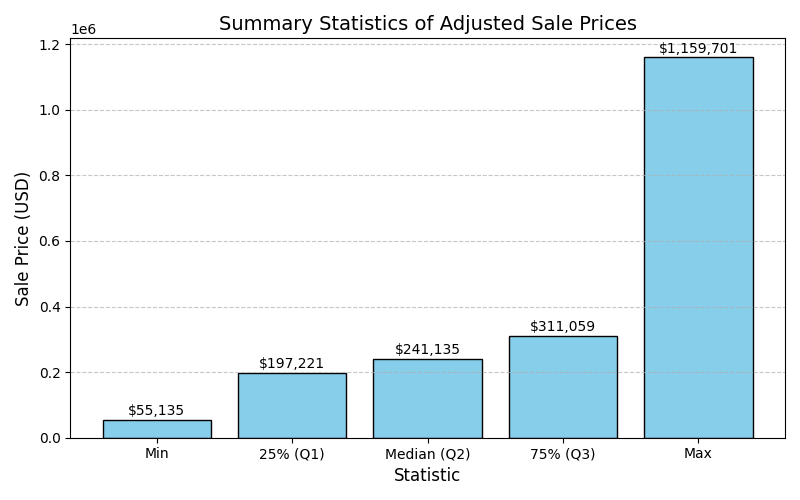 Summary Statistics of Adjusted Sale Prices
1e6
1.2
1.0
0.8
0.6
0.4
0.2
0.0
Sale Price (USD)
$55,135
$197,221
$241,135
$311,059
$1,159,701
Min
25% (Q1)
Median (Q2)
75% (Q3)
Max
Statistic